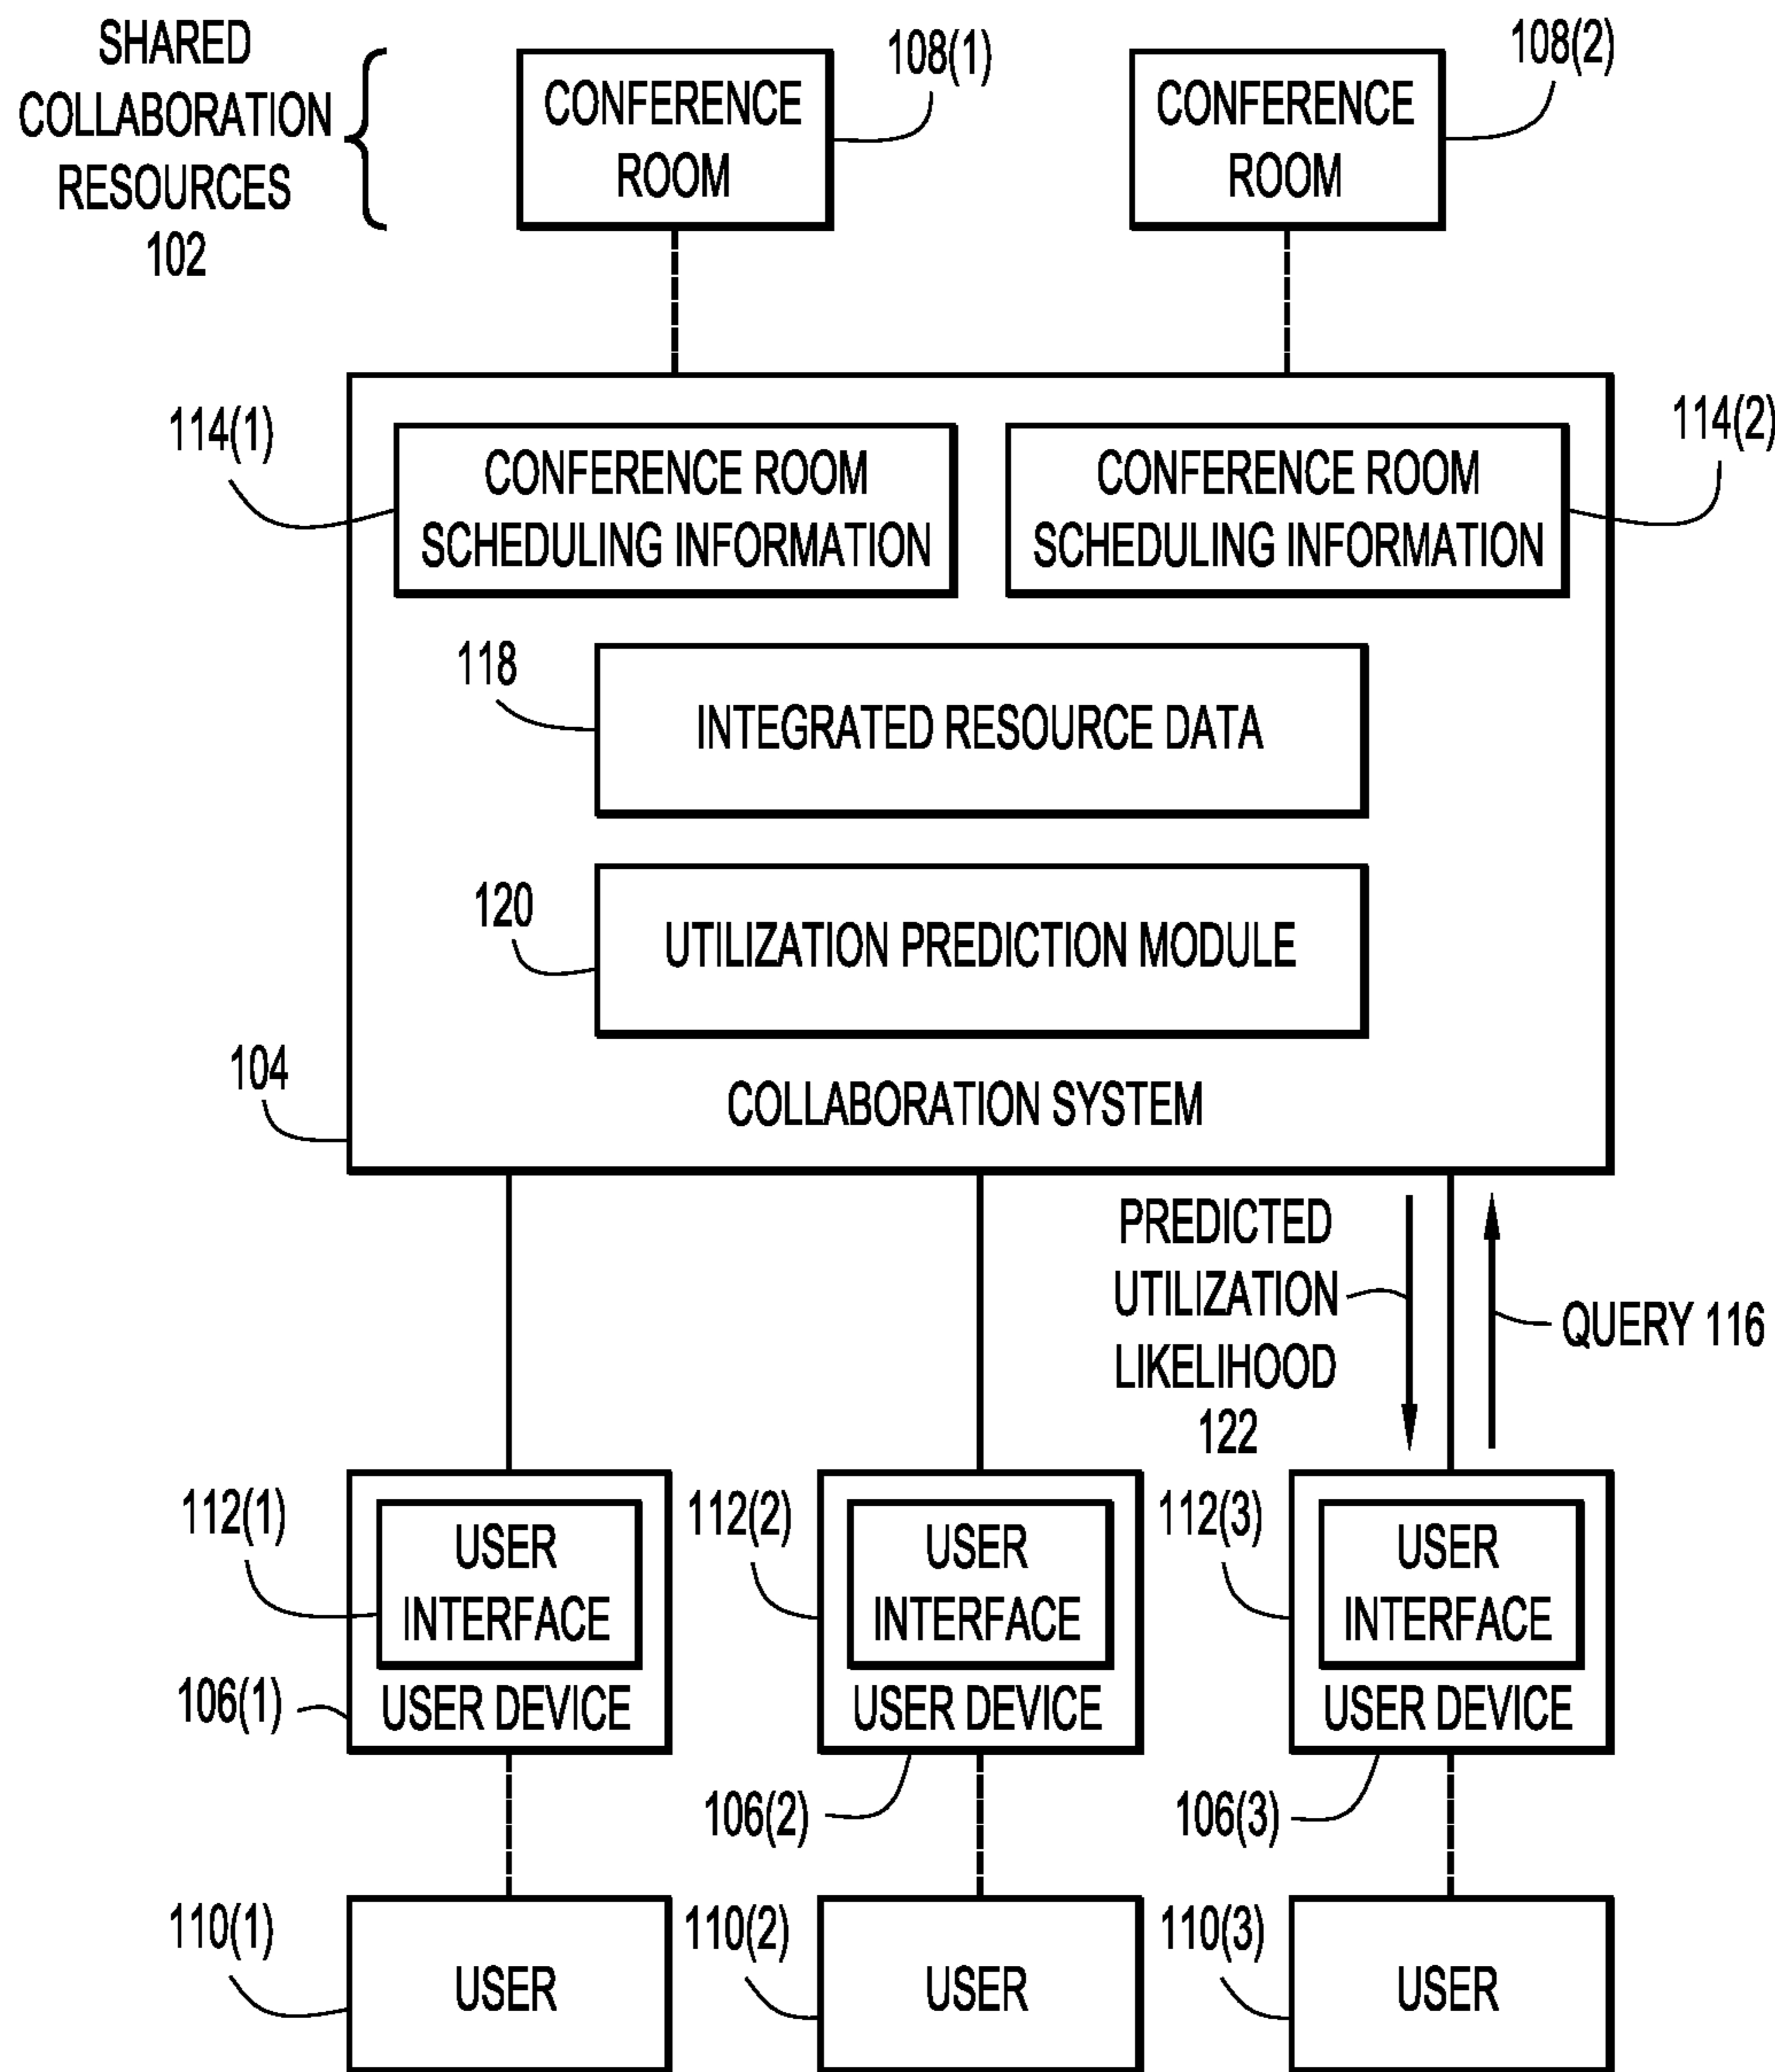 SHARED
COLLABORATION
RESOURCES
102
CONFERENCE
ROOM
108(1)
CONFERENCE
ROOM
108(2)
114(1)
CONFERENCE ROOM
SCHEDULING INFORMATION
CONFERENCE ROOM
SCHEDULING INFORMATION
114(2)
118
INTEGRATED RESOURCE DATA
120
UTILIZATION PREDICTION MODULE
104
COLLABORATION SYSTEM
PREDICTED
UTILIZATION
LIKELIHOOD
122
QUERY 116
112(1)
USER
INTERFACE
106(1)
USER DEVICE
112(2)
USER
INTERFACE
USER DEVICE
106(2)
112(3)
USER
INTERFACE
USER DEVICE
106(3)
110(1)
USER
110(2)
USER
110(3)
USER